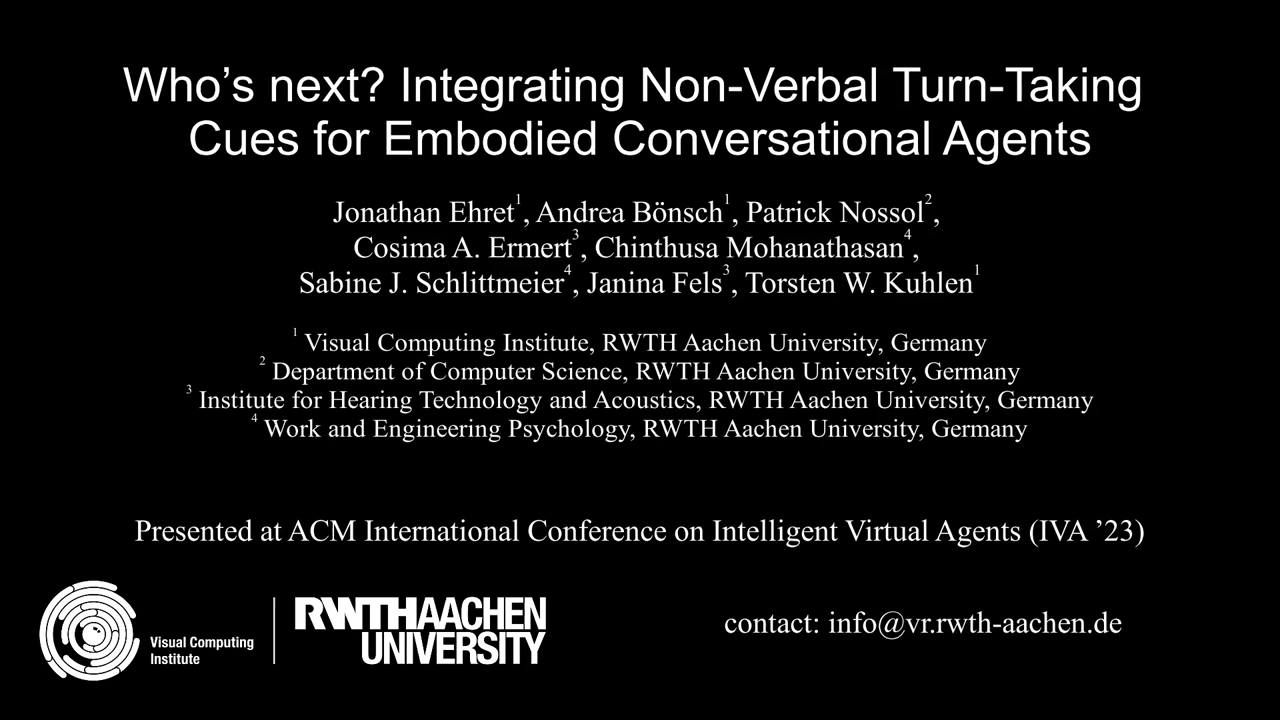 Who’s next? Integrating Non-Verbal Turn-Taking
Cues for Embodied Conversational Agents
Jonathan Ehret¹, Andrea Bönsch¹, Patrick Nossol²,
Cosima A. Ermert³, Chinthusa Mohanathasan⁴,
Sabine J. Schlittmeier⁴, Janina Fels³, Torsten W. Kuhlen¹
¹ Visual Computing Institute, RWTH Aachen University, Germany
² Department of Computer Science, RWTH Aachen University, Germany
³ Institute for Hearing Technology and Acoustics, RWTH Aachen University, Germany
⁴ Work and Engineering Psychology, RWTH Aachen University, Germany
Presented at ACM International Conference on Intelligent Virtual Agents (IVA ’23)
Visual Computing
Institute
RWTHAACHEN
UNIVERSITY
contact: info@vr.rwth-aachen.de